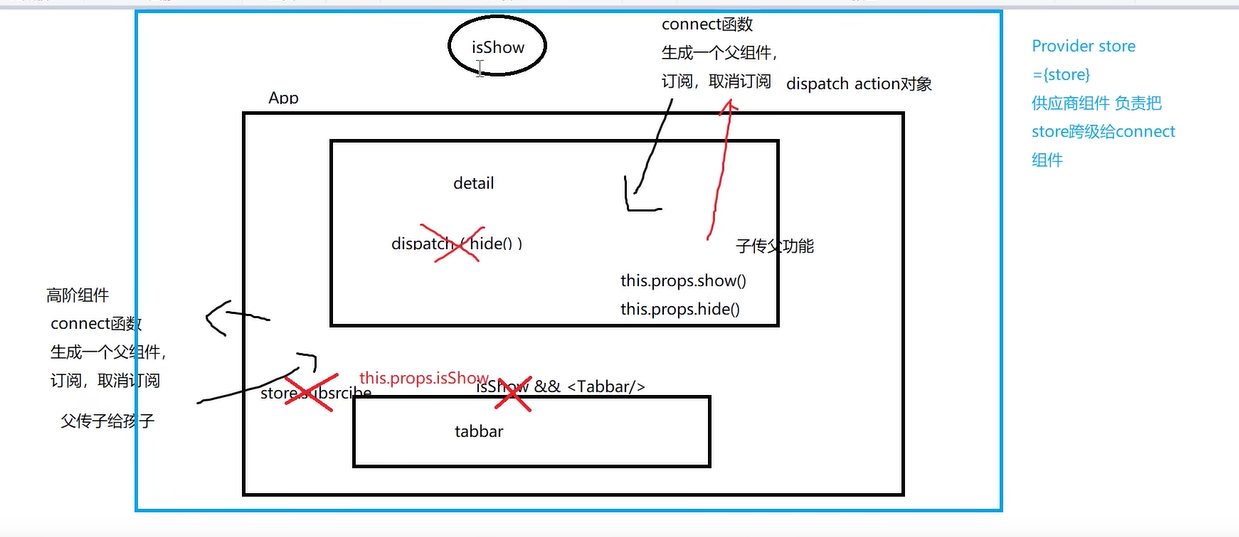 isShow
connect函数
生成一个父组件，
订阅，取消订阅
dispatch action对象
Provider store
={store}
供应商组件 负责把
store跨级给connect
组件
App
detail
dispatch ( hide() )
子传父功能
this.props.show()
this.props.hide()
高阶组件
connect函数
生成一个父组件，
订阅，取消订阅
父传子给孩子
store.subsrcibe
this.props.isShow
isShow && <Tabbar/>
tabbar